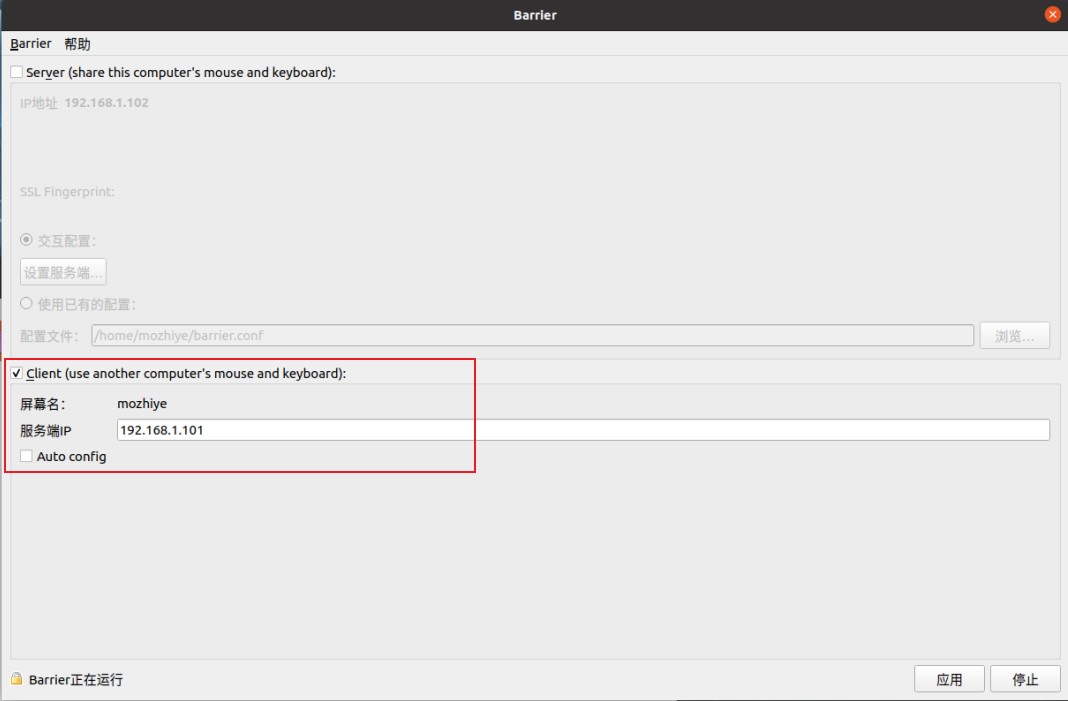 Barrier
Barrier 帮助
Server (share this computer's mouse and keyboard):
IP地址 192.168.1.102
SSL Fingerprint:
交互配置:
设置服务端...
使用已有的配置:
配置文件: /home/mozhiye/barrier.conf 浏览...
Client (use another computer's mouse and keyboard):
屏幕名: mozhiye
服务端IP 192.168.1.101
Auto config
Barrier正在运行 应用 停止